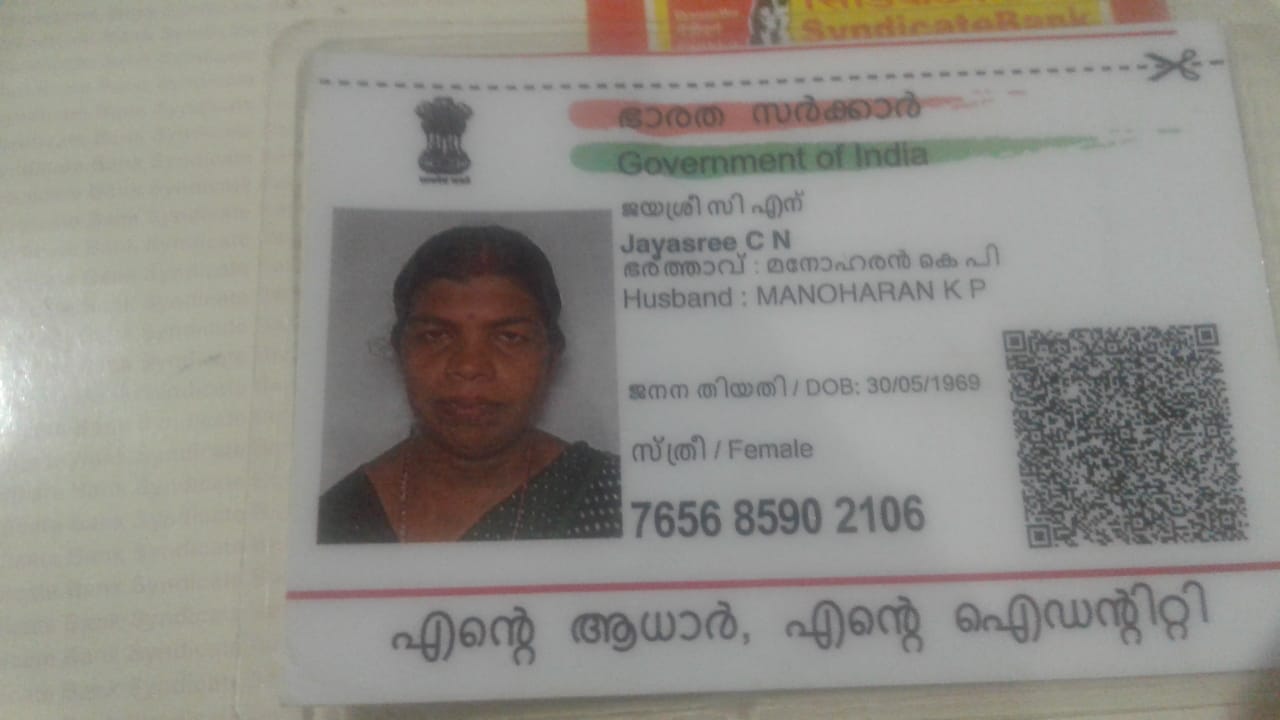 SyndicateBank
ഭാരത സർക്കാർ
Government of India
ജയശ്രീ സി എന്
Jayasree C N
ഭർത്താവ് : മനോഹരൻ കെ പി
Husband : MANOHARAN K P
ജനന തിയതി / DOB: 30/05/1969
സ്ത്രീ / Female
7656 8590 2106
എന്റെ ആധാർ, എന്റെ ഐഡന്റിറ്റി